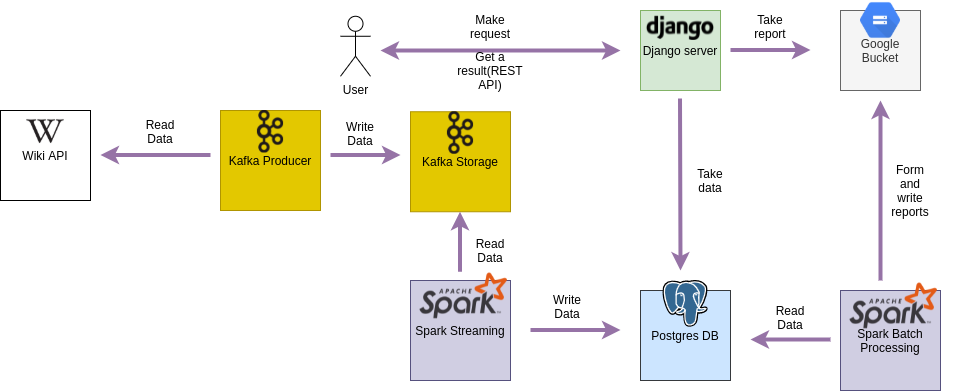 Make
request
Get a
result(REST
API)
User
django
Django server
Take
report
Google
Bucket
W
Wiki API
Read
Data
Kafka Producer
Write
Data
Kafka Storage
Take
data
Form
and
write
reports
Read
Data
APACHE
Spark
Spark Streaming
Write
Data
Postgres DB
Read
Data
APACHE
Spark
Spark Batch
Processing